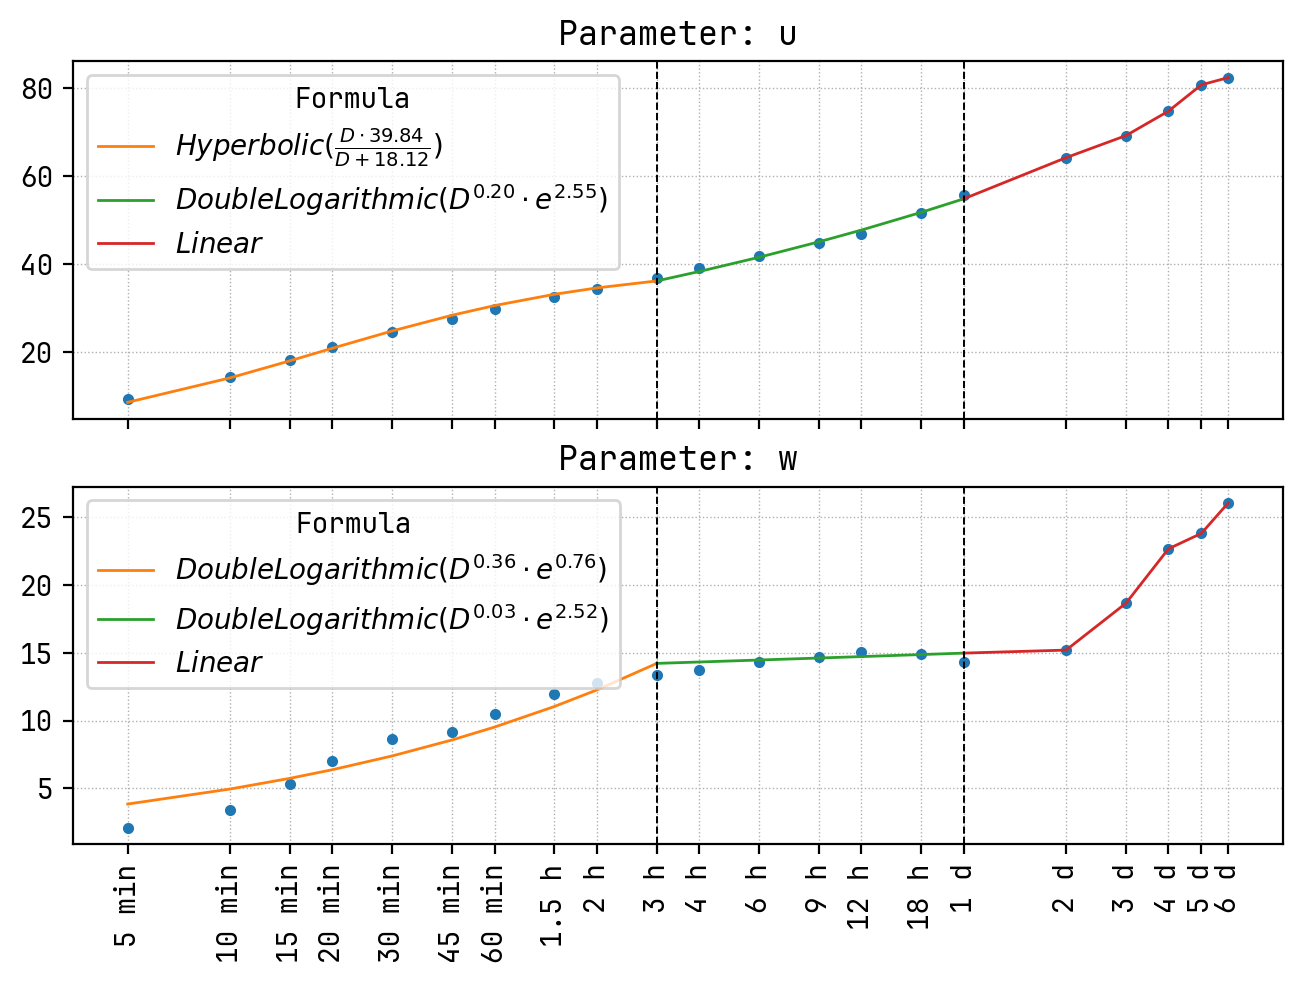 Parameter: u
Formula
Hyperbolic(D · 39.84 / D + 18.12)
DoubleLogarithmic(D^0.20 · e^2.55)
Linear
80
60
40
20
Parameter: w
Formula
DoubleLogarithmic(D^0.36 · e^0.76)
DoubleLogarithmic(D^0.03 · e^2.52)
Linear
25
20
15
10
5
5 min
10 min
15 min
20 min
30 min
45 min
60 min
1.5 h
2 h
3 h
4 h
6 h
9 h
12 h
18 h
1 d
2 d
3 d
4 d
5 d
6 d